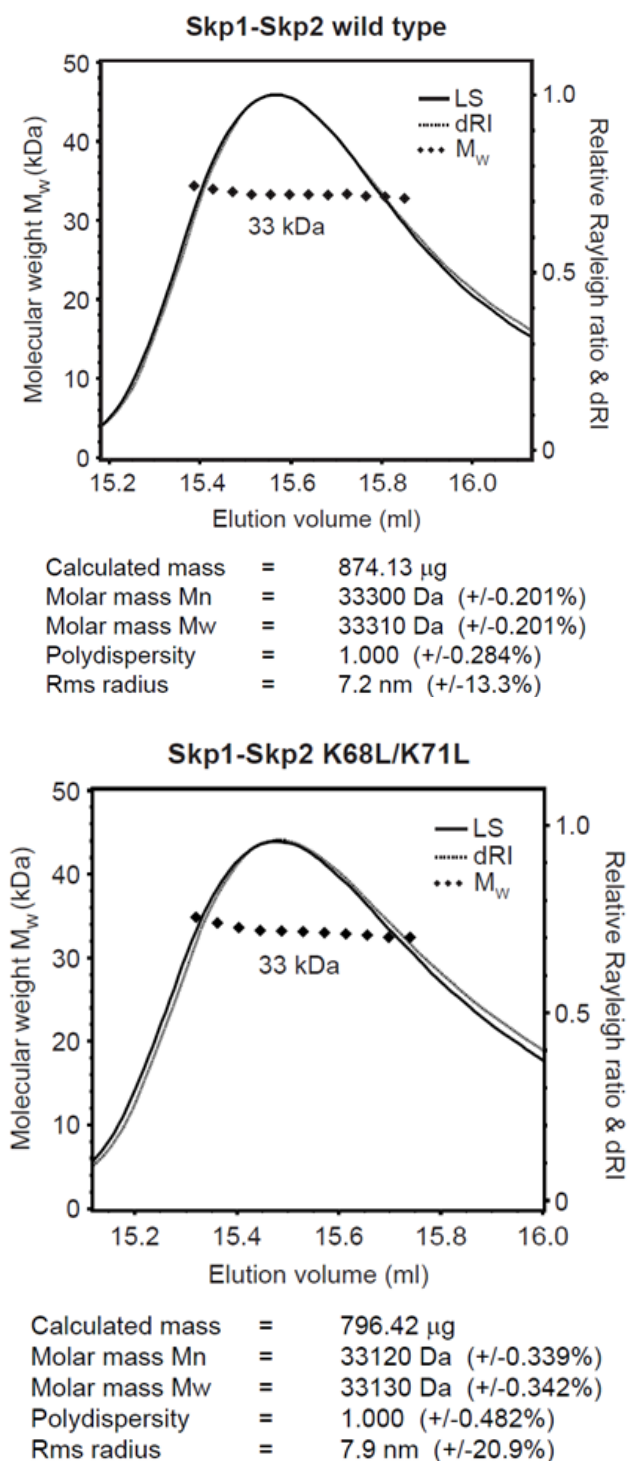 Skp1-Skp2 wild type
Molecular weight Mw (kDa)
50
40
30
20
10
0
LS
dRI
Mw
33 kDa
1.0
0.5
0
Relative Rayleigh ratio & dRI
15.2 15.4 15.6 15.8 16.0
Elution volume (ml)
Calculated mass = 874.13 µg
Molar mass Mn = 33300 Da (+/-0.201%)
Molar mass Mw = 33310 Da (+/-0.201%)
Polydispersity = 1.000 (+/-0.284%)
Rms radius = 7.2 nm (+/-13.3%)
Skp1-Skp2 K68L/K71L
Molecular weight Mw (kDa)
50
40
30
20
10
0
LS
dRI
Mw
33 kDa
1.0
0.5
0
Relative Rayleigh ratio & dRI
15.2 15.4 15.6 15.8 16.0
Elution volume (ml)
Calculated mass = 796.42 µg
Molar mass Mn = 33120 Da (+/-0.339%)
Molar mass Mw = 33130 Da (+/-0.342%)
Polydispersity = 1.000 (+/-0.482%)
Rms radius = 7.9 nm (+/-20.9%)